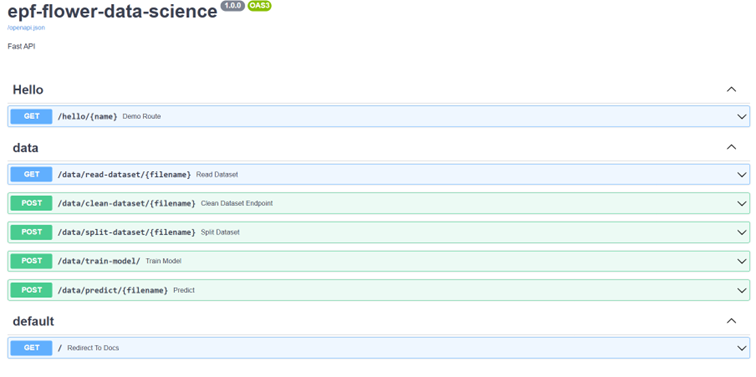 epf-flower-data-science 1.0.0 OAS3
/openapi.json
Fast API
Hello
GET /hello/{name} Demo Route
data
GET /data/read-dataset/{filename} Read Dataset
POST /data/clean-dataset/{filename} Clean Dataset Endpoint
POST /data/split-dataset/{filename} Split Dataset
POST /data/train-model/ Train Model
POST /data/predict/{filename} Predict
default
GET / Redirect To Docs